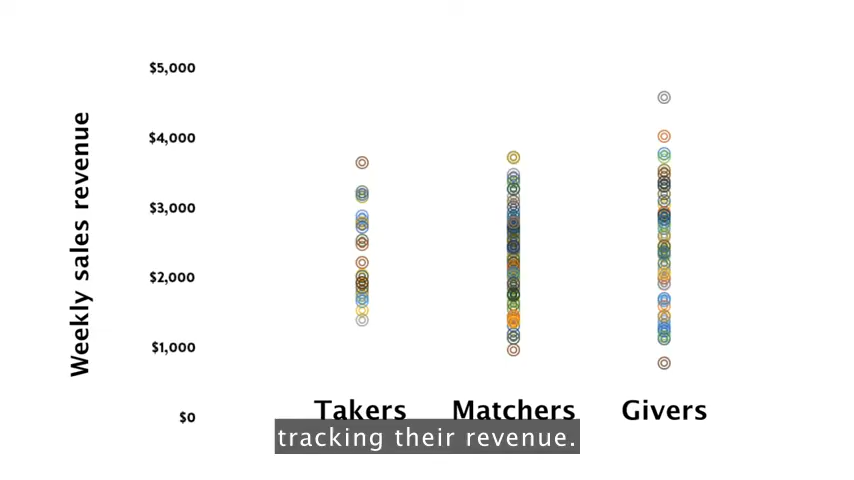 $5,000
$4,000
$3,000
$2,000
$1,000
$0
Weekly sales revenue
Takers
Matchers
Givers
tracking their revenue.